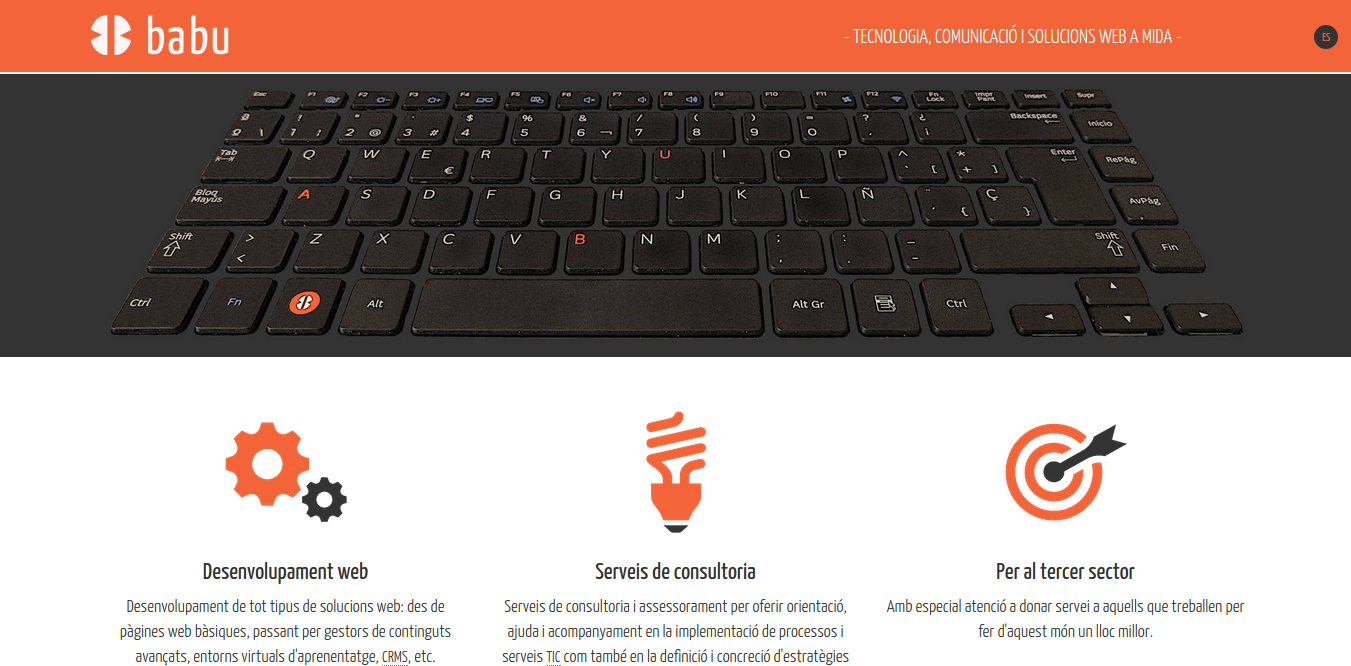 babu
- TECNOLOGIA, COMUNICACIÓ I SOLUCIONS WEB A MIDA -
ES
Esc F1 F2 F3 F4 F5 F6 F7 F8 F9 F10 F11 F12 Fn Lock Impr Pant Insert Supr
ª º \ ! 1 | " 2 @ · 3 # $ 4 % 5 & 6 ¬ / 7 ( 8 ) 9 = 0 ? ¿ ¡ Backspace Inicio
Tab Q W E € R T Y U I O P ^ [ * + ] Enter RePág
Bloq Mayus A S D F G H J K L Ñ ¨ ´ { Ç } AvPág
Shift > < Z X C V B N M ; , : . _ - Shift Fin
Ctrl Fn Alt Alt Gr Ctrl
Desenvolupament web
Desenvolupament de tot tipus de solucions web: des de
pàgines web bàsiques, passant per gestors de continguts
avançats, entorns virtuals d'aprenentatge, CRMS, etc.
Serveis de consultoria
Serveis de consultoria i assessorament per oferir orientació,
ajuda i acompanyament en la implementació de processos i
serveis TIC com també en la definició i concreció d'estratègies
Per al tercer sector
Amb especial atenció a donar servei a aquells que treballen per
fer d'aquest món un lloc millor.